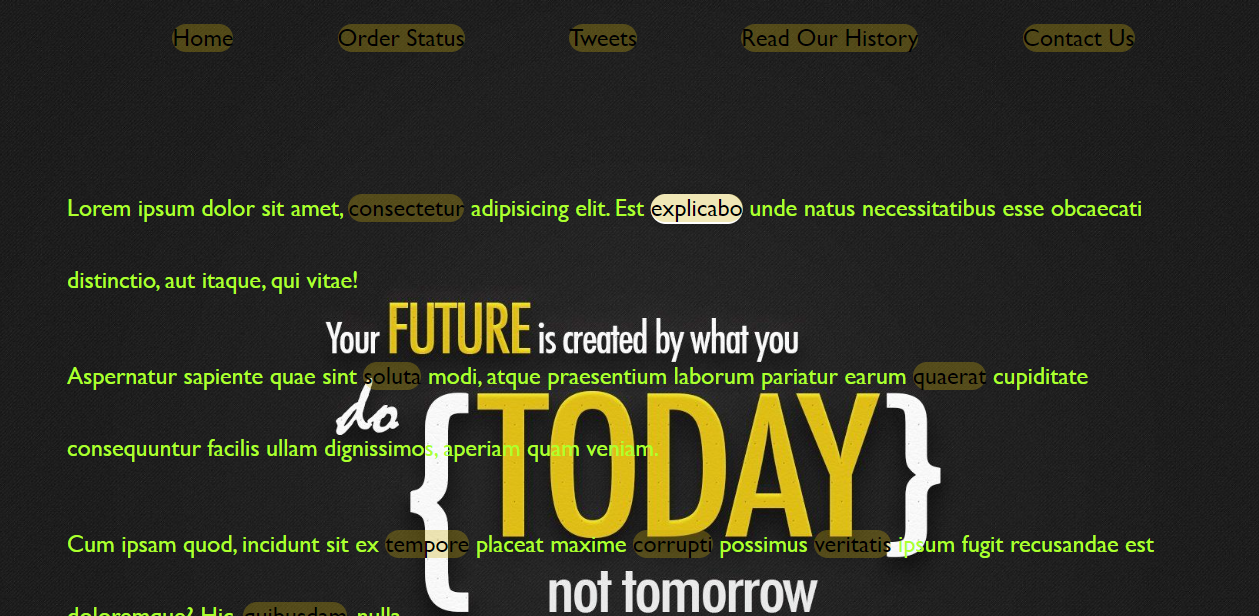 Home Order Status Tweets Read Our History Contact Us
Lorem ipsum dolor sit amet, consectetur adipisicing elit. Est explicabo unde natus necessitatibus esse obcaecati
distinctio, aut itaque, qui vitae!
Your FUTURE is created by what you
Aspernatur sapiente quae sint soluta modi, atque praesentium laborum pariatur earum quaerat cupiditate
do {TODAY}
consequuntur facilis ullam dignissimos, aperiam quam veniam.
Cum ipsam quod, incidunt sit ex tempore placeat maxime corrupti possimus veritatis ipsum fugit recusandae est
not tomorrow
doloremque? Hic, quibusdam, nulla.